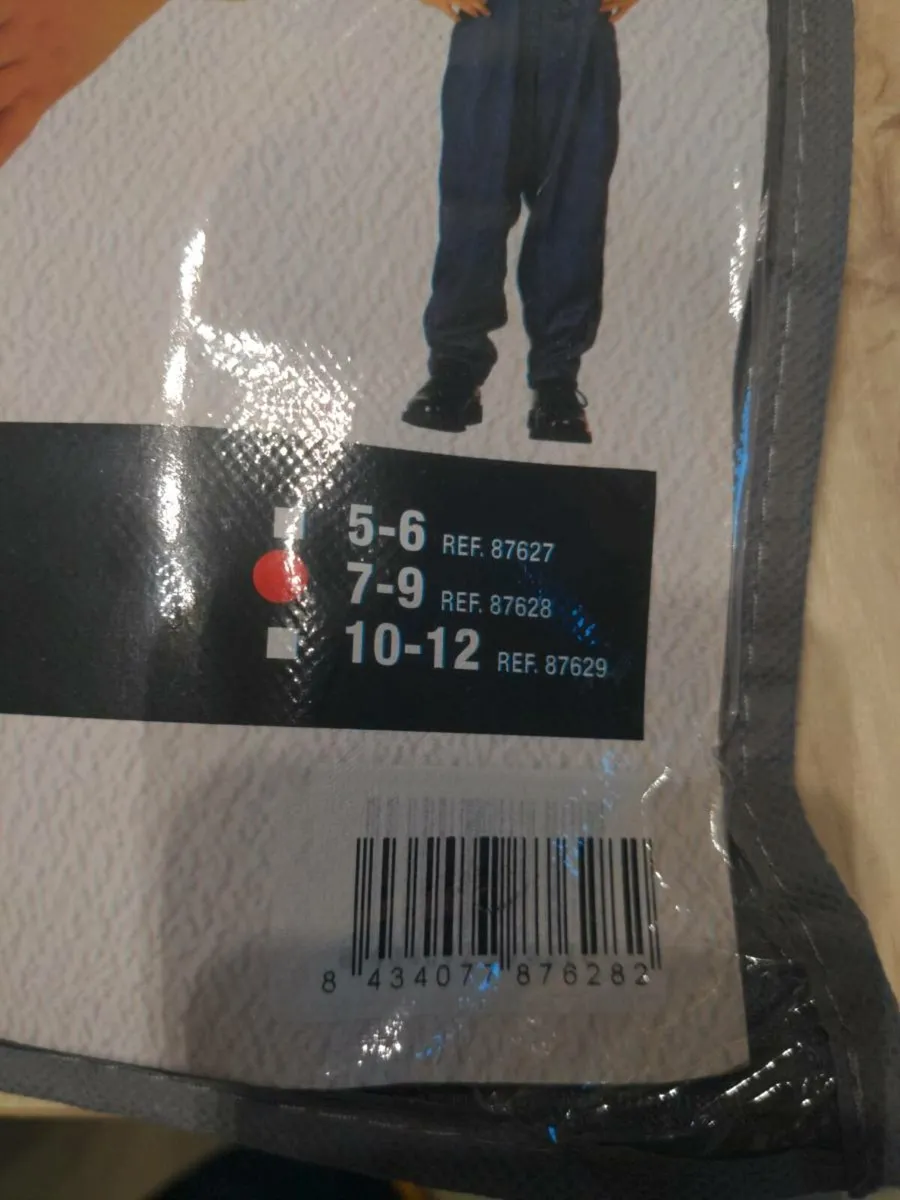 5-6 REF. 87627
7-9 REF. 87628
10-12 REF. 87629
8 434077 876282